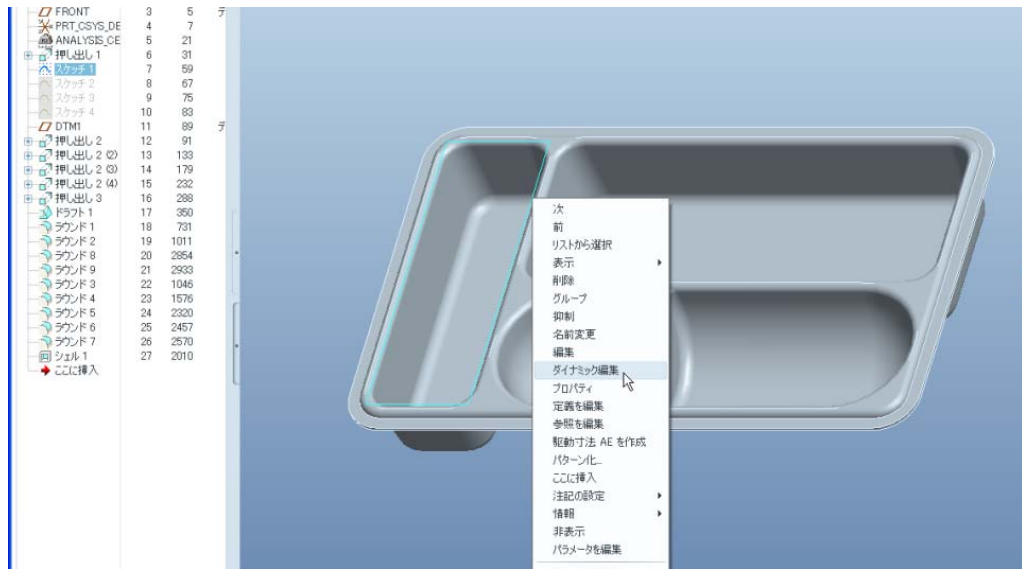 FRONT 3 5 デ
PRT_CSYS_DE 4 7
ANALYSIS_CE 5 21
押し出し 1 6 31
スケッチ 1 7 59
スケッチ 2 8 67
スケッチ 3 9 75
スケッチ 4 10 83
DTM1 11 89 デ
押し出し 2 12 91
押し出し 2 (2) 13 133
押し出し 2 (3) 14 179
押し出し 2 (4) 15 232
押し出し 3 16 288
ドラフト 1 17 350
ラウンド 1 18 731
ラウンド 2 19 1011
ラウンド 8 20 2854
ラウンド 9 21 2933
ラウンド 3 22 1046
ラウンド 4 23 1576
ラウンド 5 24 2320
ラウンド 6 25 2457
ラウンド 7 26 2570
シェル 1 27 2010
ここに挿入
次
前
リストから選択
表示
削除
グループ
抑制
名前変更
編集
ダイナミック編集
プロパティ
定義を編集
参照を編集
駆動寸法 AE を作成
パターン化...
ここに挿入
注記の設定
情報
非表示
パラメータを編集